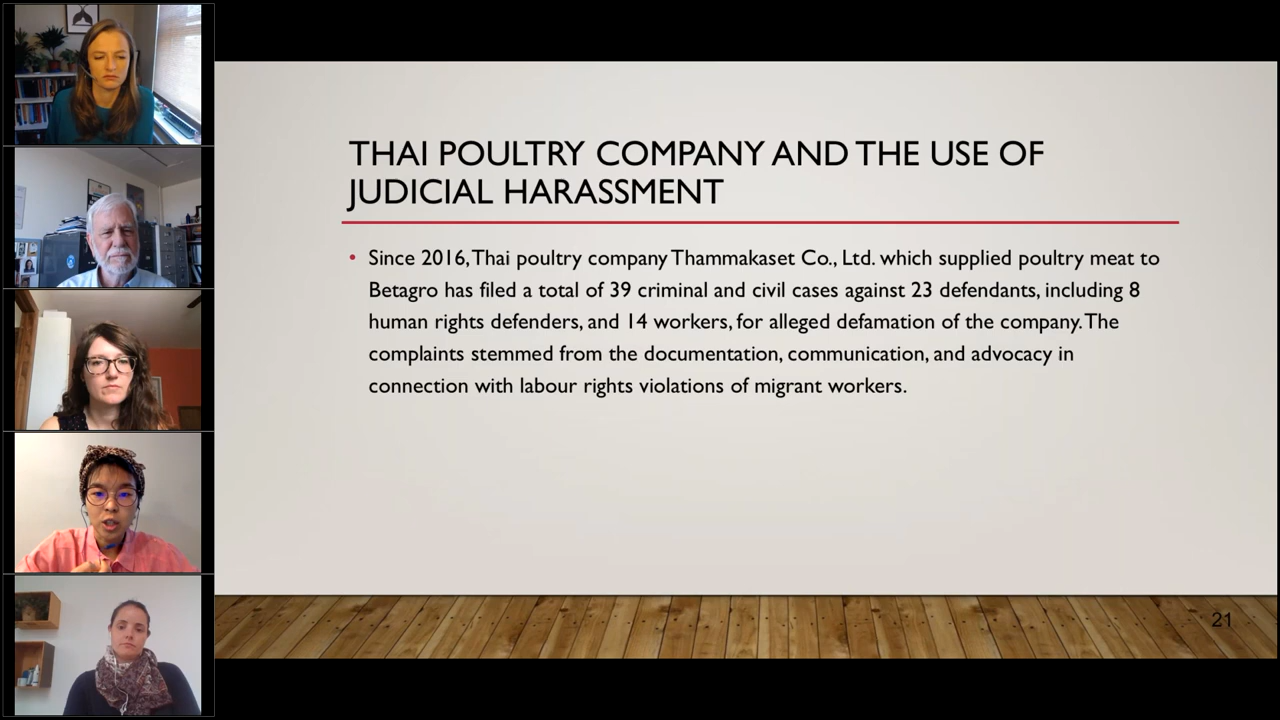 THAI POULTRY COMPANY AND THE USE OF
JUDICIAL HARASSMENT
• Since 2016, Thai poultry company Thammakaset Co., Ltd. which supplied poultry meat to
Betagro has filed a total of 39 criminal and civil cases against 23 defendants, including 8
human rights defenders, and 14 workers, for alleged defamation of the company. The
complaints stemmed from the documentation, communication, and advocacy in
connection with labour rights violations of migrant workers.
21